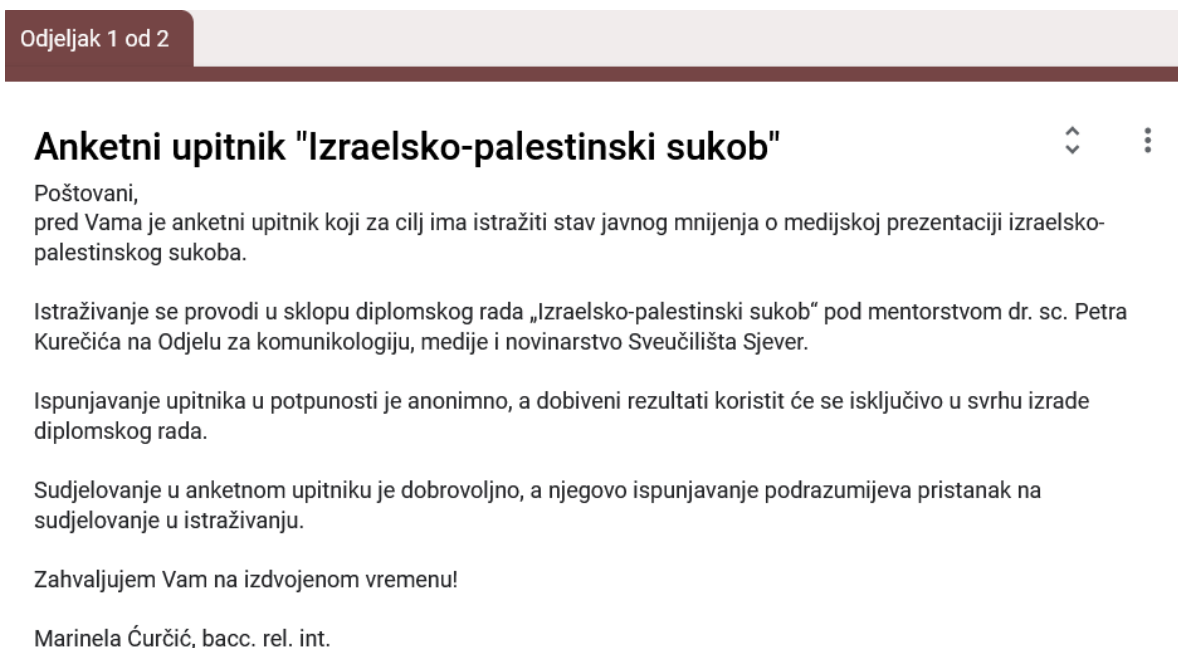 Odjeljak 1 od 2
Anketni upitnik "Izraelsko-palestinski sukob"
Poštovani,
pred Vama je anketni upitnik koji za cilj ima istražiti stav javnog mnijenja o medijskoj prezentaciji izraelsko-
palestinskog sukoba.
Istraživanje se provodi u sklopu diplomskog rada „Izraelsko-palestinski sukob“ pod mentorstvom dr. sc. Petra
Kurečića na Odjelu za komunikologiju, medije i novinarstvo Sveučilišta Sjever.
Ispunjavanje upitnika u potpunosti je anonimno, a dobiveni rezultati koristit će se isključivo u svrhu izrade
diplomskog rada.
Sudjelovanje u anketnom upitniku je dobrovoljno, a njegovo ispunjavanje podrazumijeva pristanak na
sudjelovanje u istraživanju.
Zahvaljujem Vam na izdvojenom vremenu!
Marinela Ćurčić, bacc. rel. int.